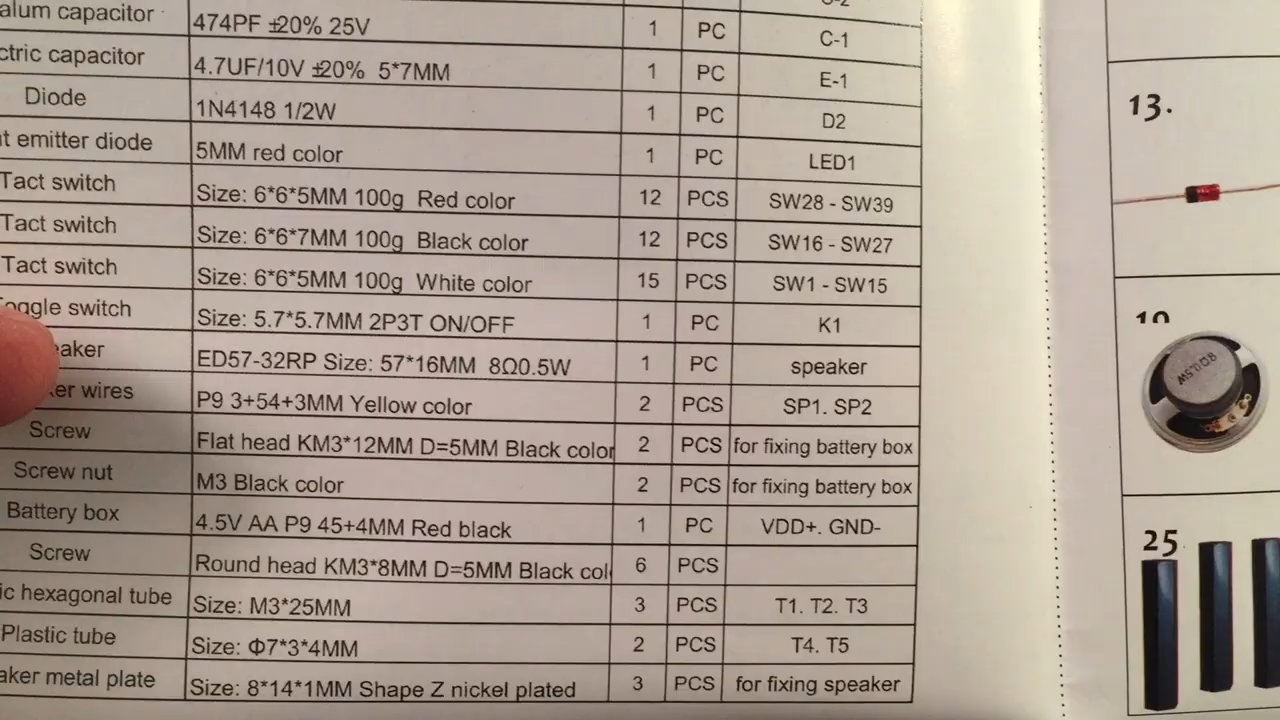 C-2
alum capacitor 474PF ±20% 25V 1 PC C-1
ctric capacitor 4.7UF/10V ±20% 5*7MM 1 PC E-1
Diode 1N4148 1/2W 1 PC D2
t emitter diode 5MM red color 1 PC LED1
Tact switch Size: 6*6*5MM 100g Red color 12 PCS SW28 - SW39
Tact switch Size: 6*6*7MM 100g Black color 12 PCS SW16 - SW27
Tact switch Size: 6*6*5MM 100g White color 15 PCS SW1 - SW15
oggle switch Size: 5.7*5.7MM 2P3T ON/OFF 1 PC K1
eaker ED57-32RP Size: 57*16MM 8Ω0.5W 1 PC speaker
er wires P9 3+54+3MM Yellow color 2 PCS SP1. SP2
Screw Flat head KM3*12MM D=5MM Black color 2 PCS for fixing battery box
Screw nut M3 Black color 2 PCS for fixing battery box
Battery box 4.5V AA P9 45+4MM Red black 1 PC VDD+. GND-
Screw Round head KM3*8MM D=5MM Black col 6 PCS
ic hexagonal tube Size: M3*25MM 3 PCS T1. T2. T3
Plastic tube Size: Φ7*3*4MM 2 PCS T4. T5
aker metal plate Size: 8*14*1MM Shape Z nickel plated 3 PCS for fixing speaker
13.
19
8Ω0.5W
25